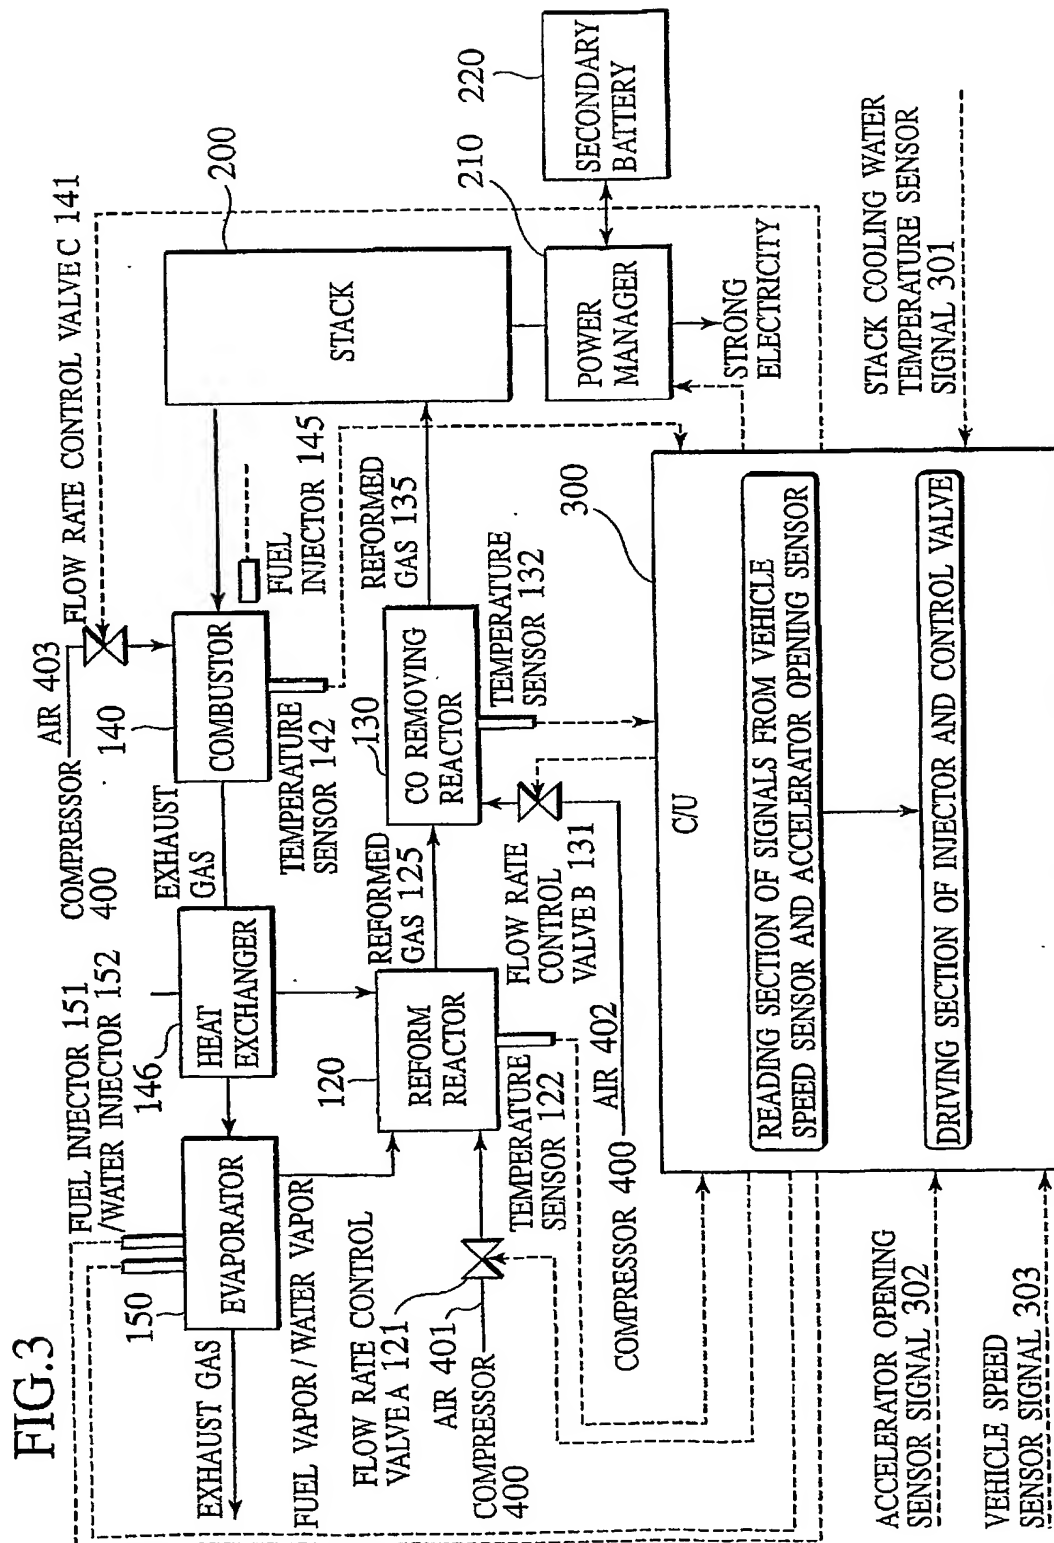 FIG.3
FUEL INJECTOR 151
/WATER INJECTOR 152
COMPRESSOR
400
AIR 403
FLOW RATE CONTROL VALVE C 141
150
EVAPORATOR
146
HEAT
EXCHANGER
EXHAUST
GAS
140
COMBUSTOR
TEMPERATURE
SENSOR 142
FUEL
INJECTOR 145
200
STACK
EXHAUST GAS
FUEL VAPOR / WATER VAPOR
120
REFORM
REACTOR
REFORMED
GAS 125
130
CO REMOVING
REACTOR
REFORMED
GAS 135
210
POWER
MANAGER
220
SECONDARY
BATTERY
FLOW RATE CONTROL
VALVE A 121
AIR 401
COMPRESSOR
400
TEMPERATURE
SENSOR 122
FLOW RATE
CONTROL
VALVE B 131
TEMPERATURE
SENSOR 132
AIR 402
COMPRESSOR 400
STRONG
ELECTRICITY
300
C/U
READING SECTION OF SIGNALS FROM VEHICLE
SPEED SENSOR AND ACCELERATOR OPENING SENSOR
DRIVING SECTION OF INJECTOR AND CONTROL VALVE
STACK COOLING WATER
TEMPERATURE SENSOR
SIGNAL 301
ACCELERATOR OPENING
SENSOR SIGNAL 302
VEHICLE SPEED
SENSOR SIGNAL 303